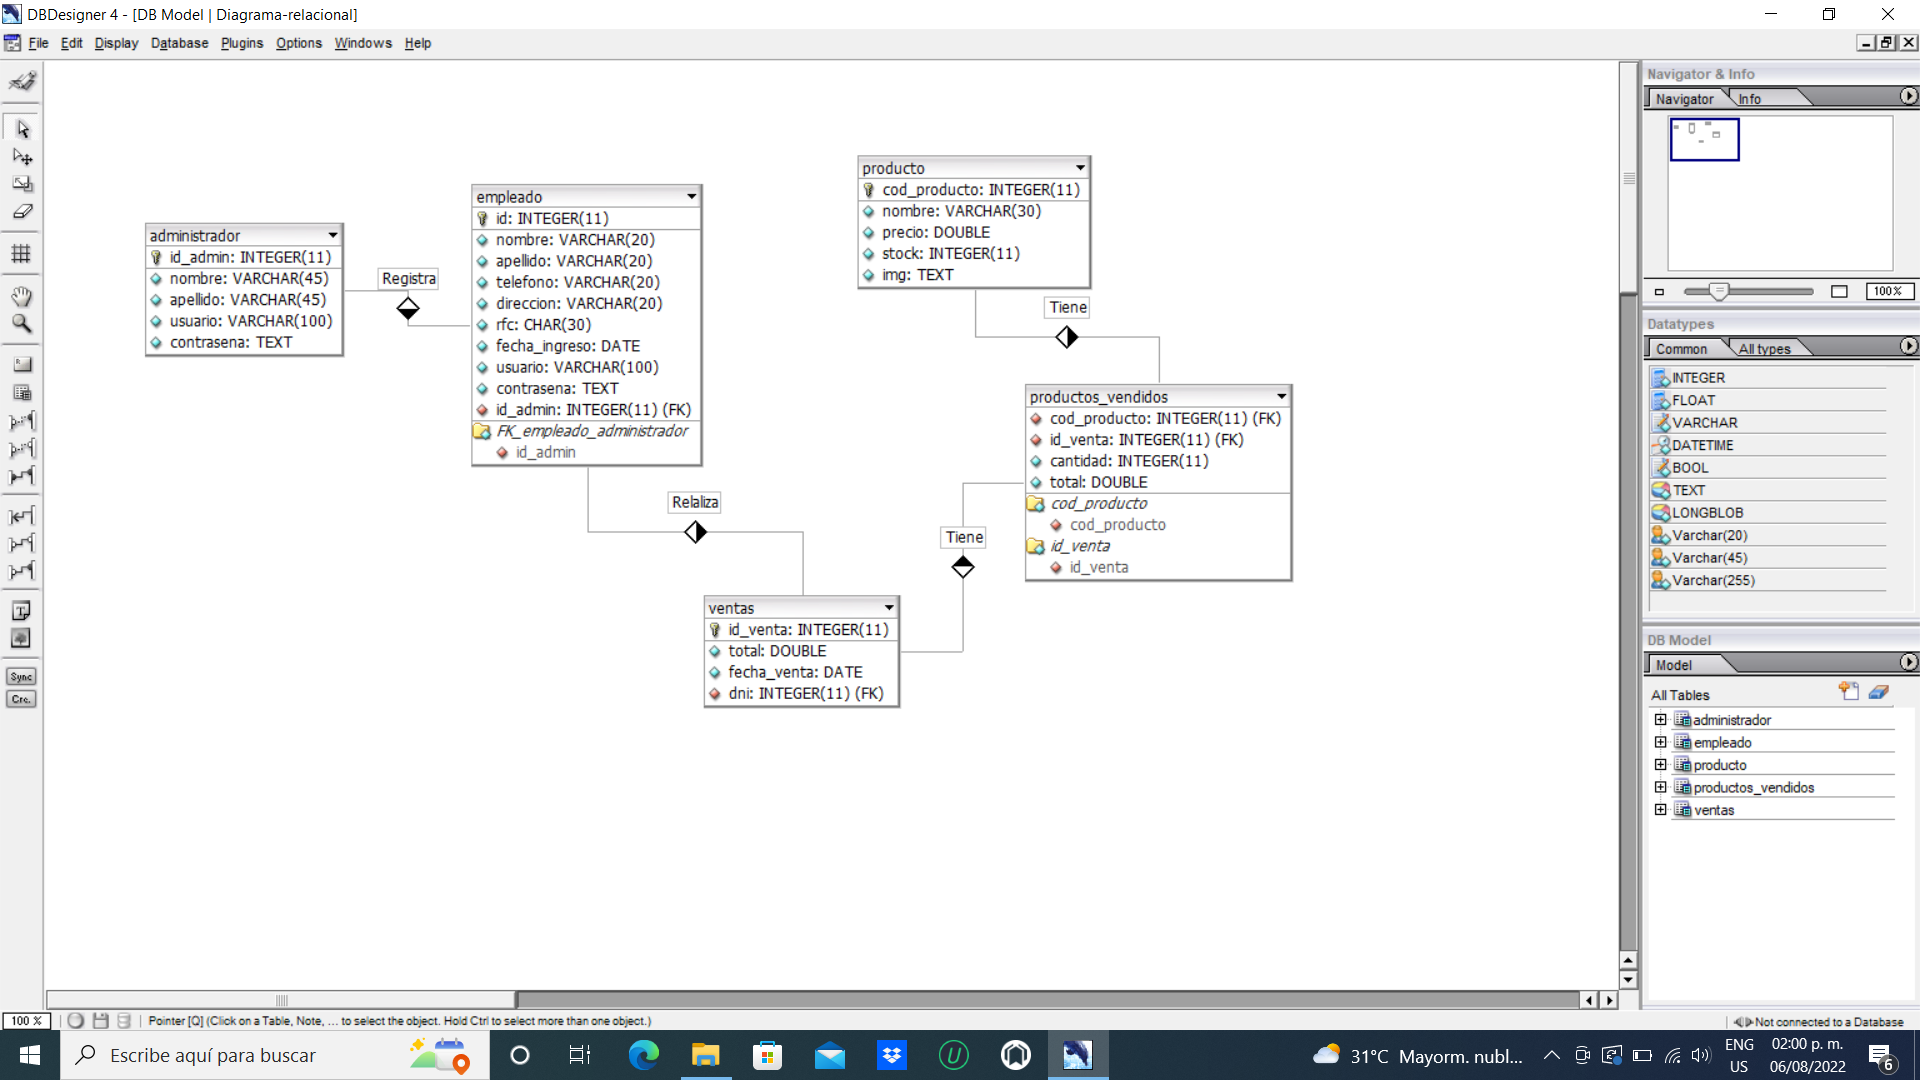 DBDesigner 4 - [DB Model | Diagrama-relacional]
File Edit Display Database Plugins Options Windows Help
administrador
id_admin: INTEGER(11)
nombre: VARCHAR(45)
apellido: VARCHAR(45)
usuario: VARCHAR(100)
contrasena: TEXT
Registra
empleado
id: INTEGER(11)
nombre: VARCHAR(20)
apellido: VARCHAR(20)
telefono: VARCHAR(20)
direccion: VARCHAR(20)
rfc: CHAR(30)
fecha_ingreso: DATE
usuario: VARCHAR(100)
contrasena: TEXT
id_admin: INTEGER(11) (FK)
FK_empleado_administrador
id_admin
Relaliza
producto
cod_producto: INTEGER(11)
nombre: VARCHAR(30)
precio: DOUBLE
stock: INTEGER(11)
img: TEXT
Tiene
productos_vendidos
cod_producto: INTEGER(11) (FK)
id_venta: INTEGER(11) (FK)
cantidad: INTEGER(11)
total: DOUBLE
cod_producto
cod_producto
id_venta
id_venta
Tiene
ventas
id_venta: INTEGER(11)
total: DOUBLE
fecha_venta: DATE
dni: INTEGER(11) (FK)
Navigator & Info
Navigator Info
100%
Datatypes
Common All types
INTEGER
FLOAT
VARCHAR
DATETIME
BOOL
TEXT
LONGBLOB
Varchar(20)
Varchar(45)
Varchar(255)
DB Model
Model
All Tables
administrador
empleado
producto
productos_vendidos
ventas
Sync
Cre.
100 % Pointer [Q] (Click on a Table, Note, ... to select the object. Hold Ctrl to select more than one object.) Not connected to a Database
Escribe aquí para buscar
31°C Mayorm. nubl...
ENG
US
02:00 p. m.
06/08/2022
6